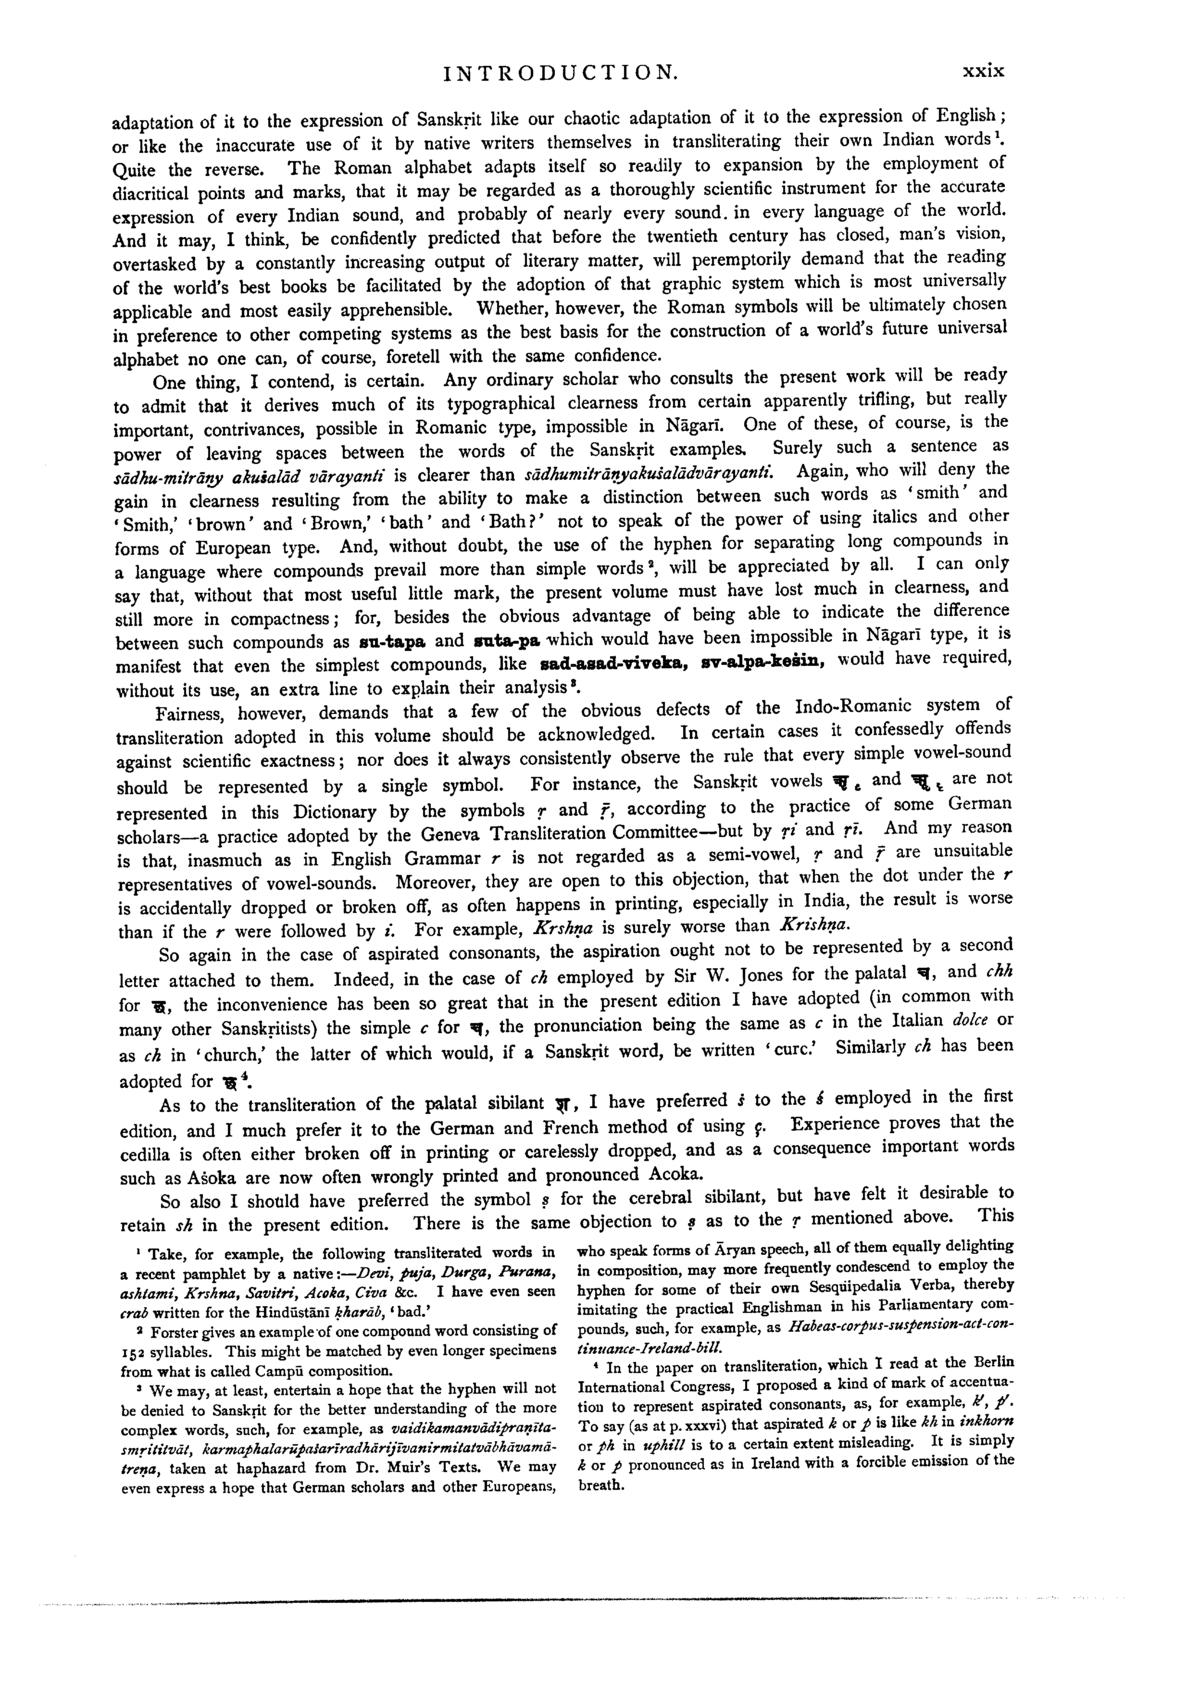 INTRODUCTION. xxix
adaptation of it to the expression of Sanskṛit like our chaotic adaptation of it to the expression of English;
or like the inaccurate use of it by native writers themselves in transliterating their own Indian words¹.
Quite the reverse. The Roman alphabet adapts itself so readily to expansion by the employment of
diacritical points and marks, that it may be regarded as a thoroughly scientific instrument for the accurate
expression of every Indian sound, and probably of nearly every sound. in every language of the world.
And it may, I think, be confidently predicted that before the twentieth century has closed, man's vision,
overtasked by a constantly increasing output of literary matter, will peremptorily demand that the reading
of the world's best books be facilitated by the adoption of that graphic system which is most universally
applicable and most easily apprehensible. Whether, however, the Roman symbols will be ultimately chosen
in preference to other competing systems as the best basis for the construction of a world's future universal
alphabet no one can, of course, foretell with the same confidence.
One thing, I contend, is certain. Any ordinary scholar who consults the present work will be ready
to admit that it derives much of its typographical clearness from certain apparently trifling, but really
important, contrivances, possible in Romanic type, impossible in Nāgarī. One of these, of course, is the
power of leaving spaces between the words of the Sanskṛit examples. Surely such a sentence as
sādhu-mitrāṇy akuṡalād vārayanti is clearer than sādhumitrāṇyakuṡalādvārayanti. Again, who will deny the
gain in clearness resulting from the ability to make a distinction between such words as 'smith' and
'Smith,' 'brown' and 'Brown,' 'bath' and 'Bath?' not to speak of the power of using italics and other
forms of European type. And, without doubt, the use of the hyphen for separating long compounds in
a language where compounds prevail more than simple words², will be appreciated by all. I can only
say that, without that most useful little mark, the present volume must have lost much in clearness, and
still more in compactness; for, besides the obvious advantage of being able to indicate the difference
between such compounds as su-tapa and suta-pa which would have been impossible in Nāgarī type, it is
manifest that even the simplest compounds, like sad-asad-viveka, sv-alpa-keṡin, would have required,
without its use, an extra line to explain their analysis³.
Fairness, however, demands that a few of the obvious defects of the Indo-Romanic system of
transliteration adopted in this volume should be acknowledged. In certain cases it confessedly offends
against scientific exactness; nor does it always consistently observe the rule that every simple vowel-sound
should be represented by a single symbol. For instance, the Sanskṛit vowels ऋ ृ and ॠ ॄ are not
represented in this Dictionary by the symbols ṛ and ṝ, according to the practice of some German
scholars—a practice adopted by the Geneva Transliteration Committee—but by ṛi and ṛī. And my reason
is that, inasmuch as in English Grammar r is not regarded as a semi-vowel, ṛ and ṝ are unsuitable
representatives of vowel-sounds. Moreover, they are open to this objection, that when the dot under the r
is accidentally dropped or broken off, as often happens in printing, especially in India, the result is worse
than if the r were followed by i. For example, Krshṇa is surely worse than Krishṇa.
So again in the case of aspirated consonants, the aspiration ought not to be represented by a second
letter attached to them. Indeed, in the case of ch employed by Sir W. Jones for the palatal च, and chh
for छ, the inconvenience has been so great that in the present edition I have adopted (in common with
many other Sanskṛitists) the simple c for च, the pronunciation being the same as c in the Italian dolce or
as ch in 'church,' the latter of which would, if a Sanskṛit word, be written 'curc.' Similarly ch has been
adopted for छ⁴.
As to the transliteration of the palatal sibilant श, I have preferred ṡ to the ś employed in the first
edition, and I much prefer it to the German and French method of using ç. Experience proves that the
cedilla is often either broken off in printing or carelessly dropped, and as a consequence important words
such as Aṡoka are now often wrongly printed and pronounced Acoka.
So also I should have preferred the symbol ṣ for the cerebral sibilant, but have felt it desirable to
retain sh in the present edition. There is the same objection to ṣ as to the ṛ mentioned above. This
¹ Take, for example, the following transliterated words in
a recent pamphlet by a native:—Devi, puja, Durga, Purana,
ashtami, Krshna, Savitri, Acoka, Civa &c. I have even seen
crab written for the Hindūstānī ḳharāb, 'bad.'
² Forster gives an example of one compound word consisting of
152 syllables. This might be matched by even longer specimens
from what is called Campū composition.
³ We may, at least, entertain a hope that the hyphen will not
be denied to Sanskṛit for the better understanding of the more
complex words, such, for example, as vaidikamanvādipraṇīta-
smṛititvāt, karmaphalarūpaṡarīradhārijīvanirmitatvābhāvamā-
treṇa, taken at haphazard from Dr. Muir's Texts. We may
even express a hope that German scholars and other Europeans,
who speak forms of Āryan speech, all of them equally delighting
in composition, may more frequently condescend to employ the
hyphen for some of their own Sesquipedalia Verba, thereby
imitating the practical Englishman in his Parliamentary com-
pounds, such, for example, as Habeas-corpus-suspension-act-con-
tinuance-Ireland-bill.
⁴ In the paper on transliteration, which I read at the Berlin
International Congress, I proposed a kind of mark of accentua-
tion to represent aspirated consonants, as, for example, k′, p′.
To say (as at p. xxxvi) that aspirated k or p is like kh in inkhorn
or ph in uphill is to a certain extent misleading. It is simply
k or p pronounced as in Ireland with a forcible emission of the
breath.